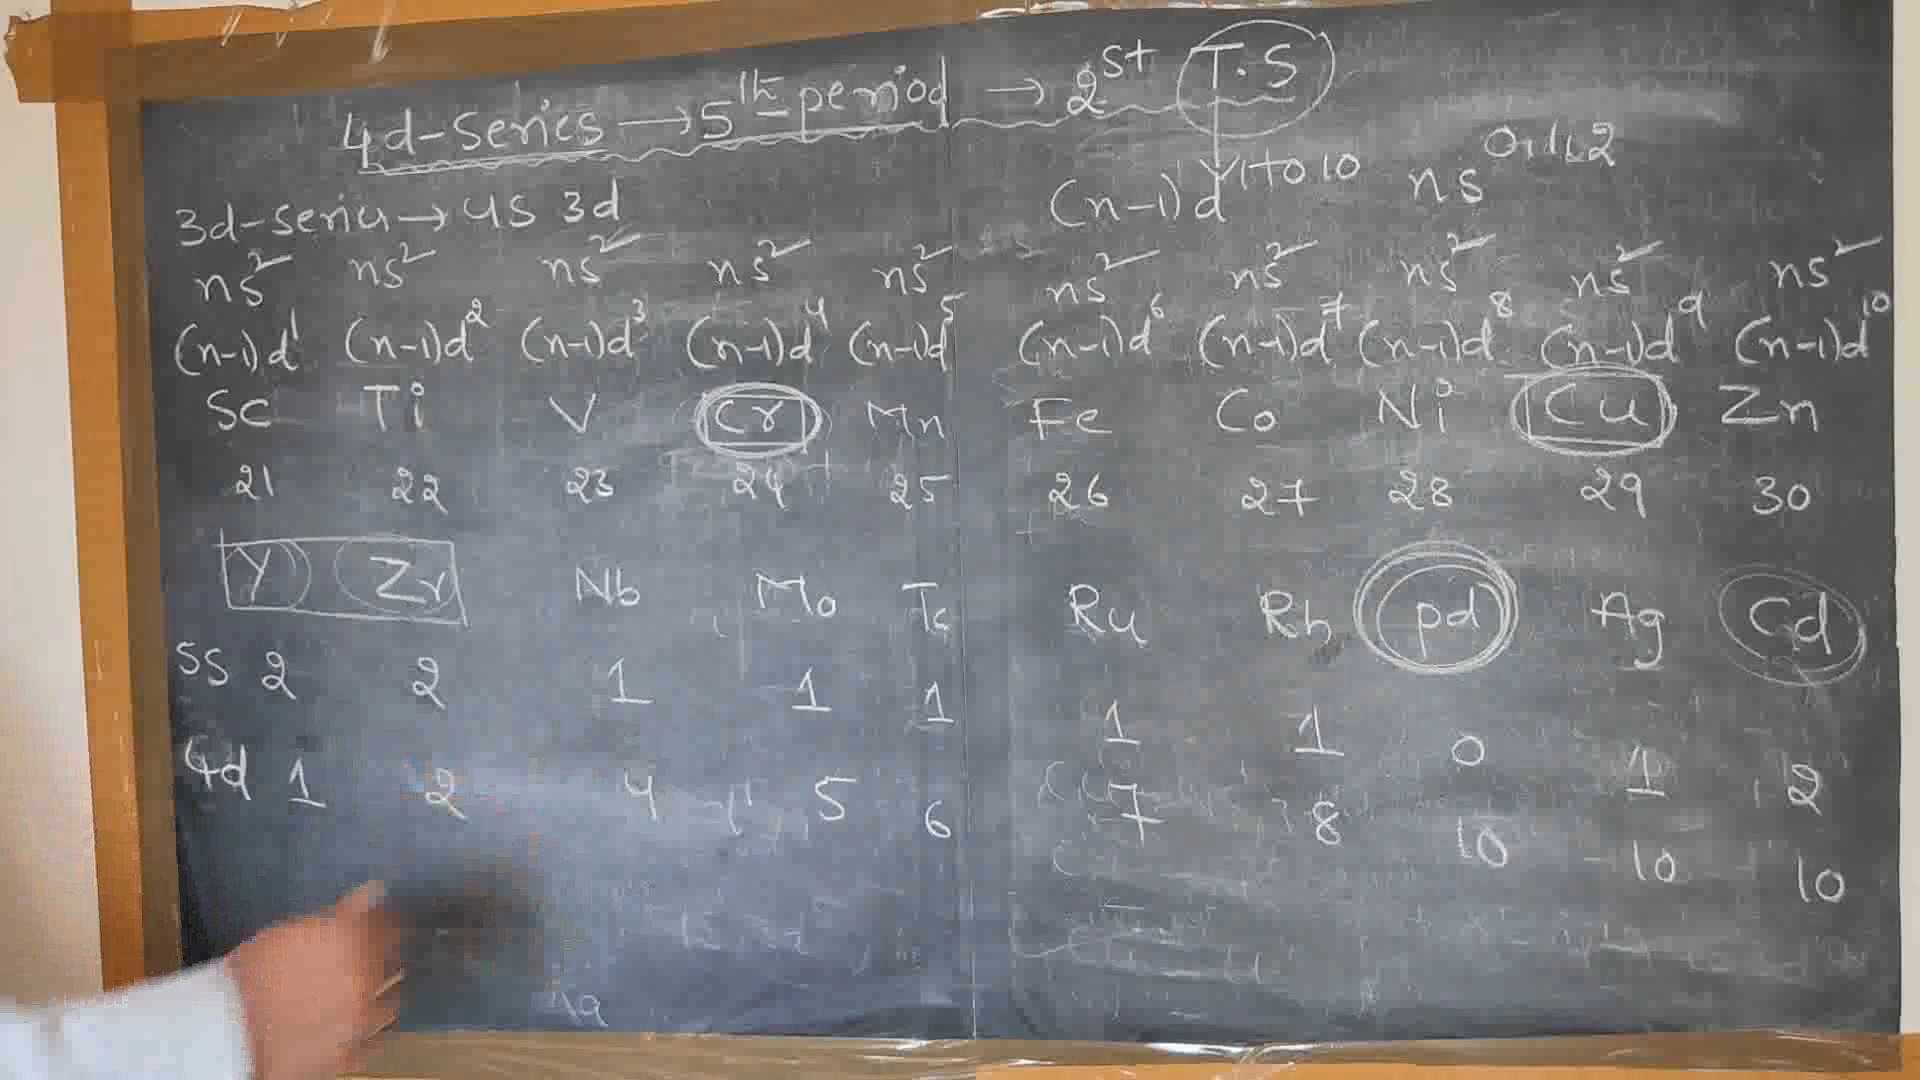 4d-Series → 5th period → 2st T.S
3d-series → 4s 3d (n-1)d 1 to 10 ns 0,1,2
ns2 ns2 ns2 ns2 ns2 ns2 ns2 ns2 ns2 ns2
(n-1)d1 (n-1)d2 (n-1)d3 (n-1)d4 (n-1)d5 (n-1)d6 (n-1)d7 (n-1)d8 (n-1)d9 (n-1)d10
Sc Ti V Cr Mn Fe Co Ni Cu Zn
21 22 23 24 25 26 27 28 29 30
Y Zr Nb Mo Tc Ru Rh pd Ag Cd
5s 2 2 1 1 1 1 1 0 1 2
4d 1 2 4 5 6 7 8 10 10 10